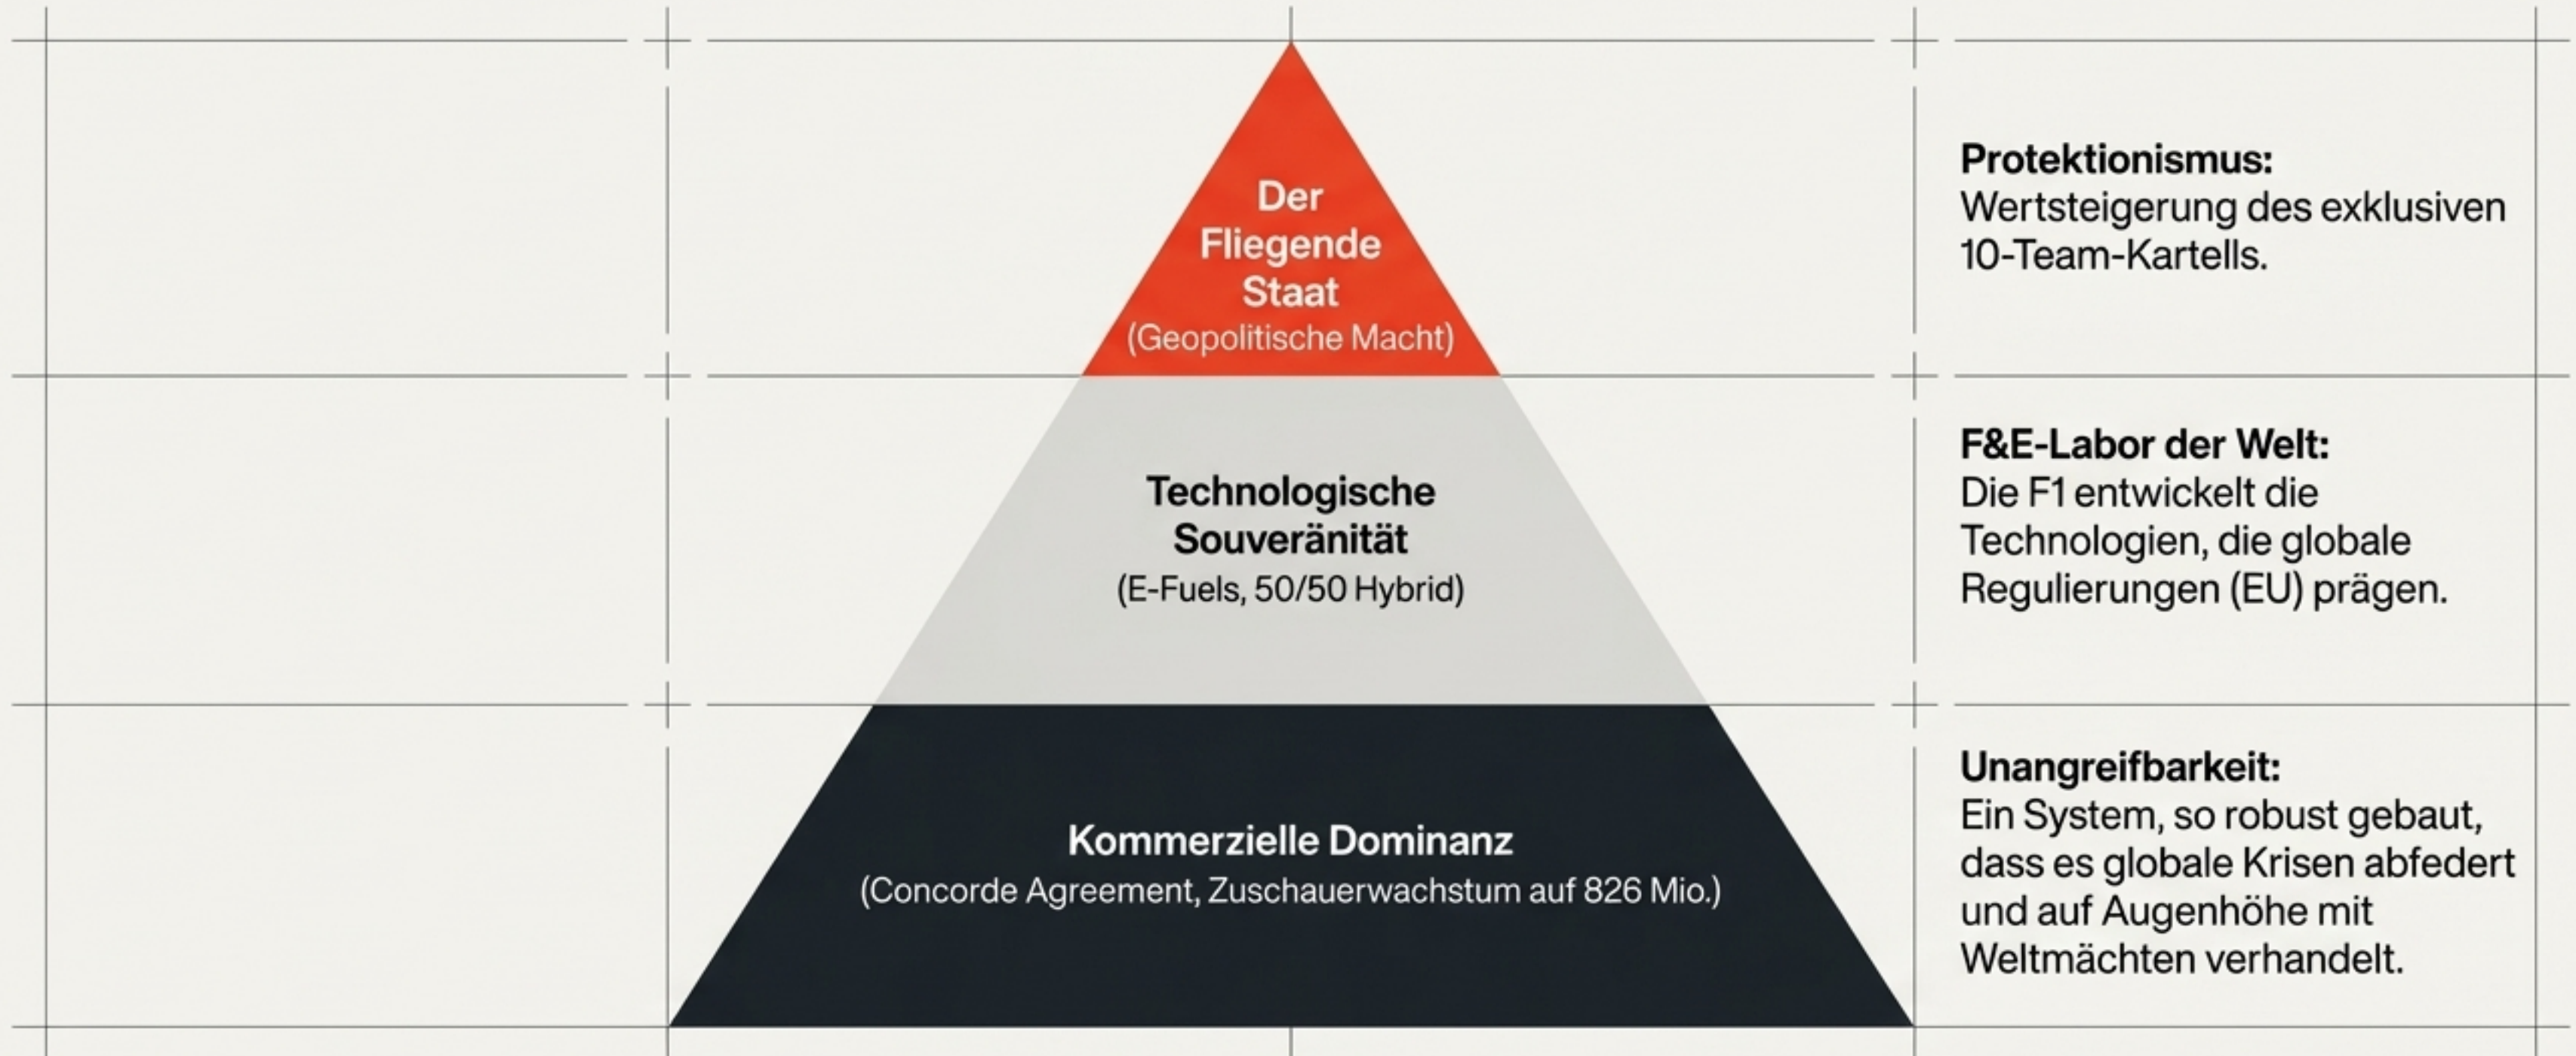 Der
Fliegende
Staat
(Geopolitische Macht)
Protektionismus:
Wertsteigerung des exklusiven
10-Team-Kartells.
Technologische
Souveränität
(E-Fuels, 50/50 Hybrid)
F&E-Labor der Welt:
Die F1 entwickelt die
Technologien, die globale
Regulierungen (EU) prägen.
Kommerzielle Dominanz
(Concorde Agreement, Zuschauerwachstum auf 826 Mio.)
Unangreifbarkeit:
Ein System, so robust gebaut,
dass es globale Krisen abfedert
und auf Augenhöhe mit
Weltmächten verhandelt.